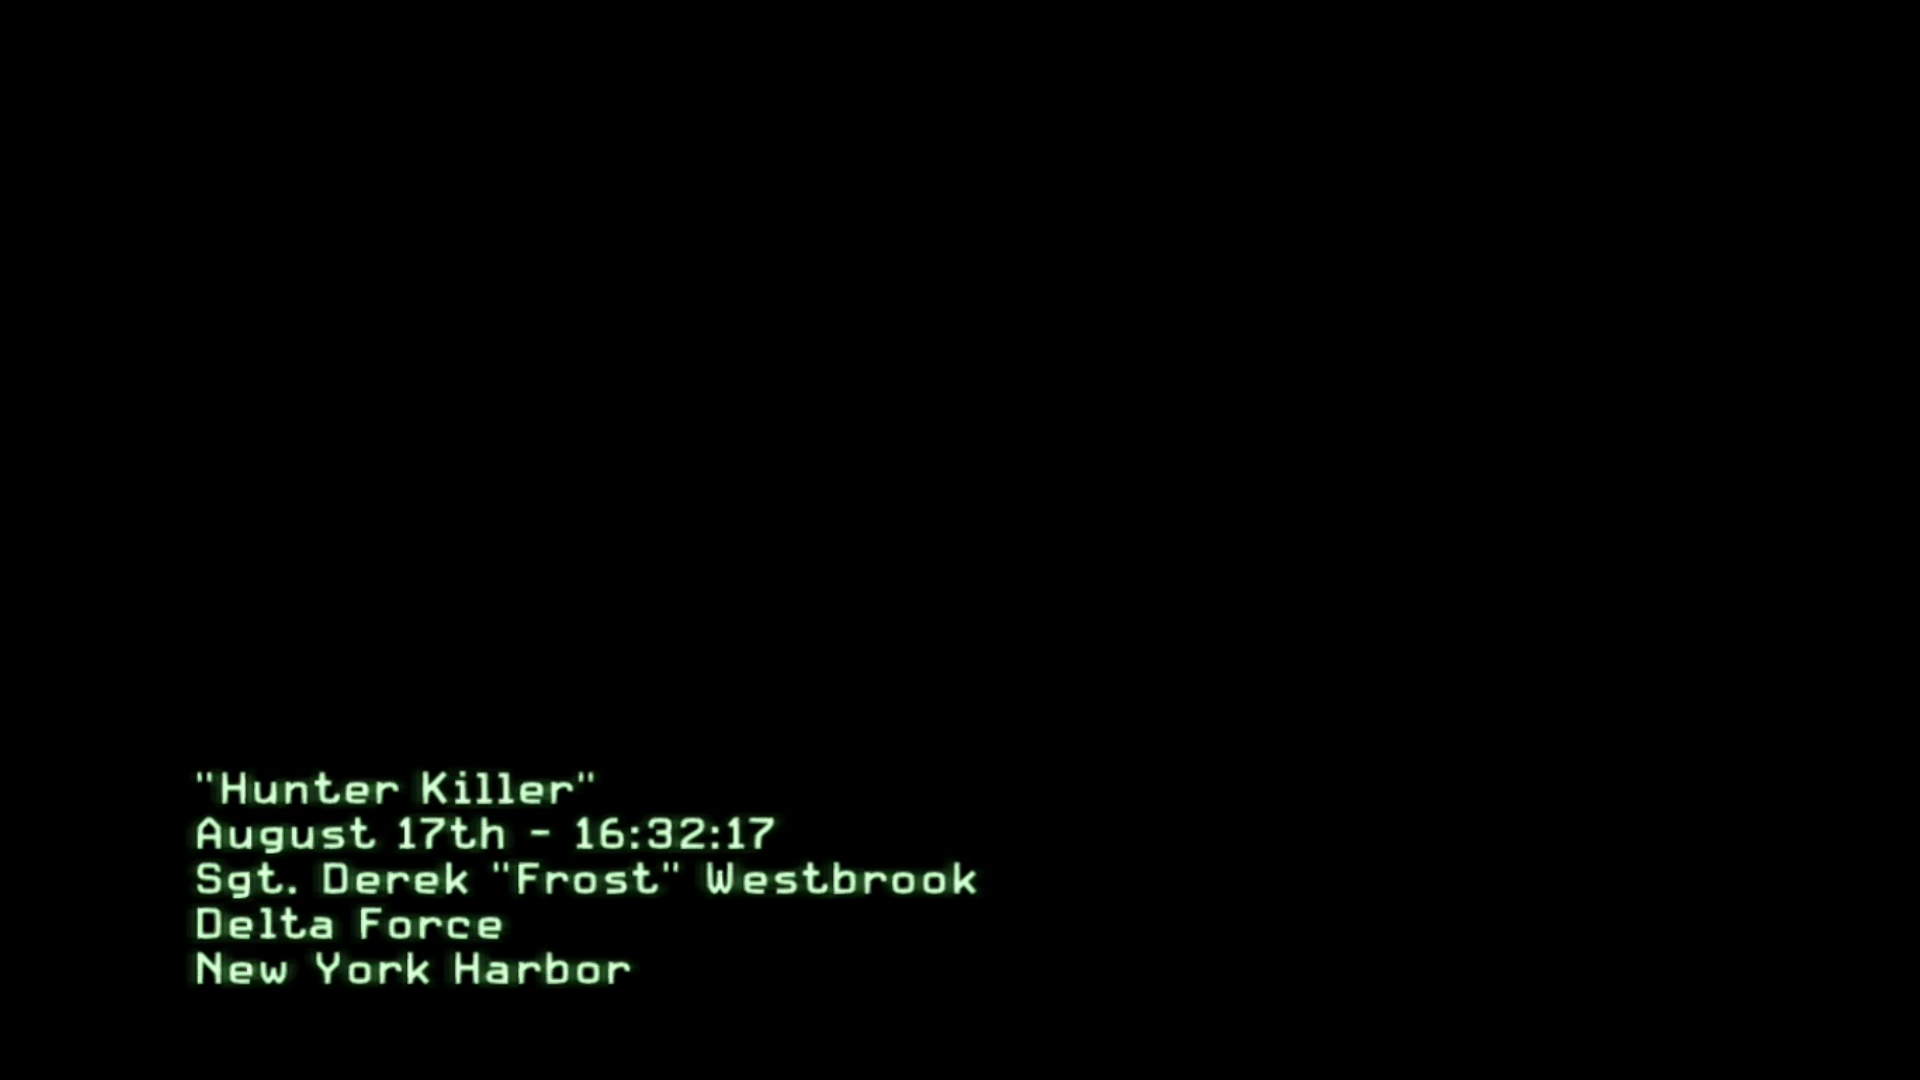 "Hunter Killer"
August 17th - 16:32:17
Sgt. Derek "Frost" Westbrook
Delta Force
New York Harbor